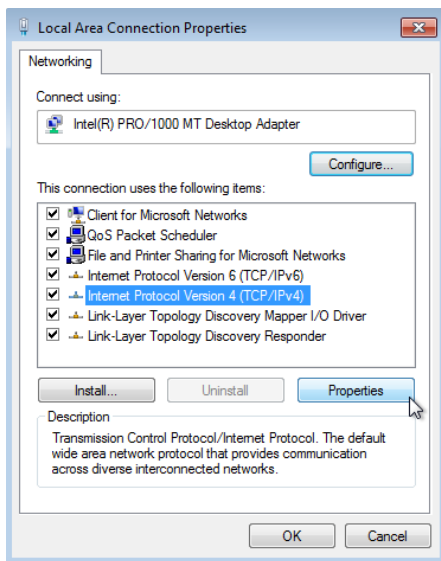 Local Area Connection Properties
Networking
Connect using:
Intel(R) PRO/1000 MT Desktop Adapter
Configure...
This connection uses the following items:
Client for Microsoft Networks
QoS Packet Scheduler
File and Printer Sharing for Microsoft Networks
Internet Protocol Version 6 (TCP/IPv6)
Internet Protocol Version 4 (TCP/IPv4)
Link-Layer Topology Discovery Mapper I/O Driver
Link-Layer Topology Discovery Responder
Install... Uninstall Properties
Description
Transmission Control Protocol/Internet Protocol. The default
wide area network protocol that provides communication
across diverse interconnected networks.
OK Cancel